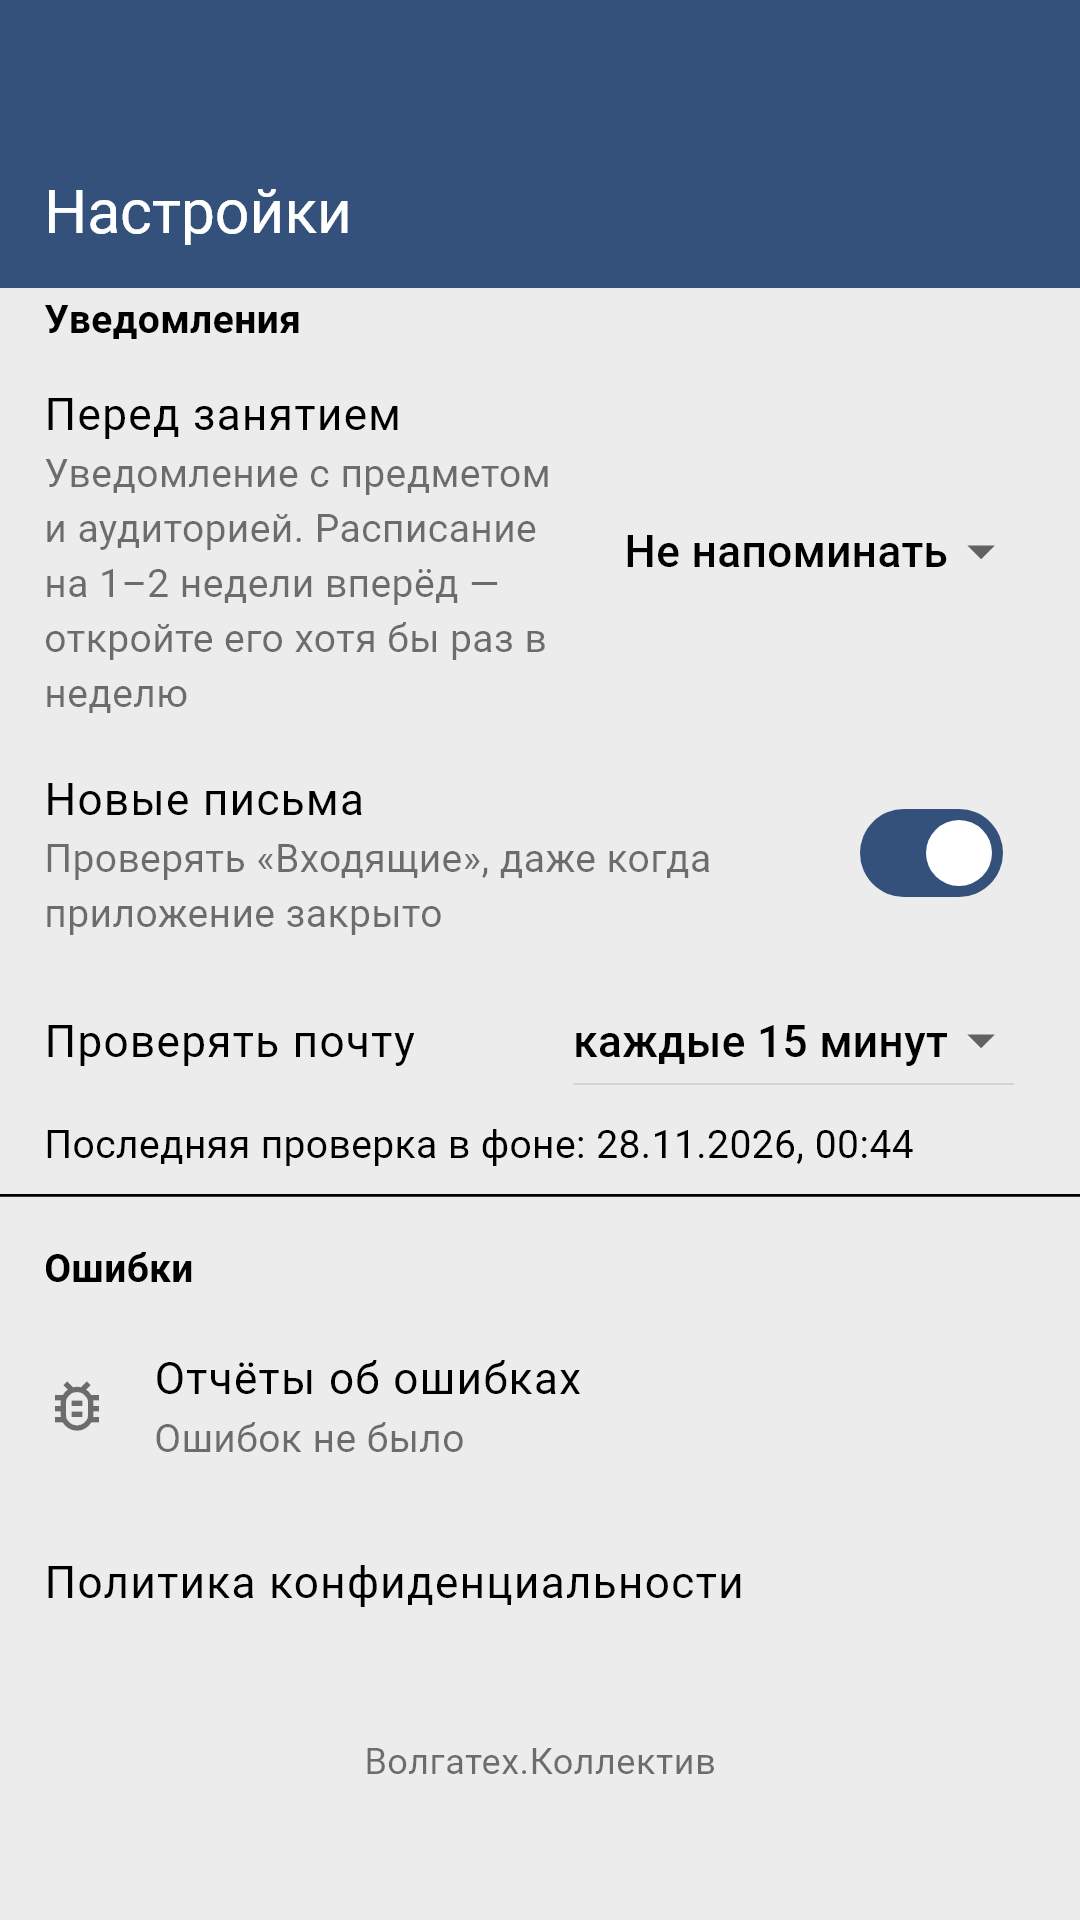 Настройки
Уведомления
Перед занятием
Уведомление с предметом
и аудиторией. Расписание
на 1–2 недели вперёд —
откройте его хотя бы раз в
неделю
Не напоминать
Новые письма
Проверять «Входящие», даже когда
приложение закрыто
Проверять почту
каждые 15 минут
Последняя проверка в фоне: 28.11.2026, 00:44
Ошибки
Отчёты об ошибках
Ошибок не было
Политика конфиденциальности
Волгатех.Коллектив